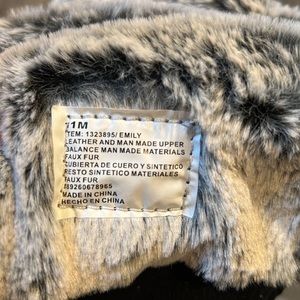 11M
ITEM: 1323895/ EMILY
LEATHER AND MAN MADE UPPER
BALANCE MAN MADE MATERIALS
FAUX FUR
CUBIERTA DE CUERO Y SINTETICO
RESTO SINTETICO MATERIALES
FAUX FUR
889260678965
MADE IN CHINA
HECHO EN CHINA